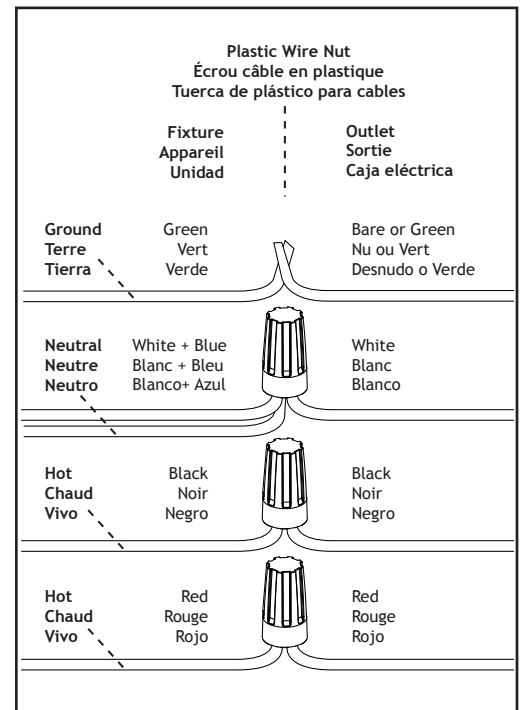 Plastic Wire Nut
Écrou câble en plastique
Tuerca de plástico para cables
Fixture
Appareil
Unidad
Outlet
Sortie
Caja eléctrica
Ground Green Bare or Green
Terre Vert Nu ou Vert
Tierra Verde Desnudo o Verde
Neutral White + Blue White
Neutre Blanc + Bleu Blanc
Neutro Blanco+ Azul Blanco
Hot Black Black
Chaud Noir Noir
Vivo Negro Negro
Hot Red Red
Chaud Rouge Rouge
Vivo Rojo Rojo